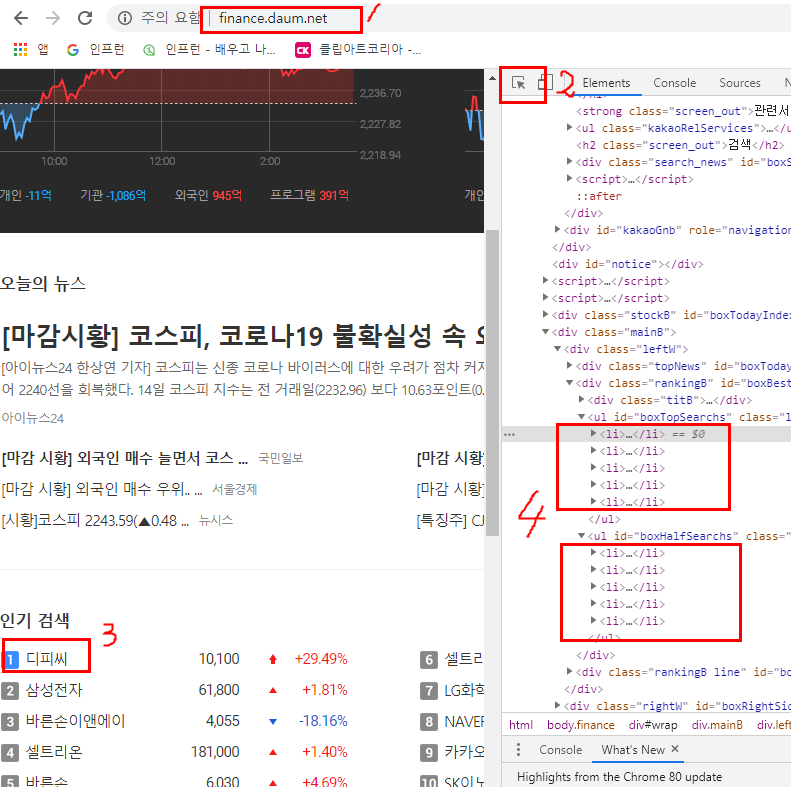 주의 요함 finance.daum.net 1
앱 인프런 인프런 - 배우고 나... CK 클립아트코리아 -...
2
Elements Console Sources N
2,236.70
2,227.82
2,218.94
10:00 12:00 2:00
개인 -11억 기관 -1,086억 외국인 945억 프로그램 391억 개인
오늘의 뉴스
[마감시황] 코스피, 코로나19 불확실성 속
[아이뉴스24 한상연 기자] 코스피는 신종 코로나 바이러스에 대한 우려가 점차 커지
어 2240선을 회복했다. 14일 코스피 지수는 전 거래일(2232.96) 보다 10.63포인트(0.
아이뉴스24
[마감 시황] 외국인 매수 늘면서 코스 ... 국민일보 [마감 시황]
[마감 시황] 외국인 매수 우위.. ... 서울경제 [마감 시황]
[시황]코스피 2243.59(▲0.48 ... 뉴시스 [특징주] CJ
인기 검색
3
1 디피씨 10,100 +29.49% 6 셀트리
2 삼성전자 61,800 +1.81% 7 LG화학
3 바른손이앤에이 4,055 -18.16% 8 NAVER
4 셀트리온 181,000 +1.40% 9 카카오
5 바른손 6,030 +4.69% 10 SK이노
<strong class="screen_out">관련서
<ul class="kakaoRelServices">…</u
<h2 class="screen_out">검색</h2>
<div class="search_news" id="boxS
<script>…</script>
::after
</div>
<div id="kakaoGnb" role="navigation
</div>
<div id="notice"></div>
<script>…</script>
<script>…</script>
<div class="stockB" id="boxTodayIndex
<div class="mainB">
<div class="leftW">
<div class="topNews" id="boxToday
<div class="rankingB" id="boxBest
<div class="titB">…</div>
<ul id="boxTopSearchs" class="l
... <li>…</li> == $0
<li>…</li>
<li>…</li>
<li>…</li>
<li>…</li>
4
</ul>
<ul id="boxHalfSearchs" class=
<li>…</li>
<li>…</li>
<li>…</li>
<li>…</li>
<li>…</li>
</ul>
</div>
<div class="rankingB line" id="bo
</div>
<div class="rightW" id="boxRightSid
html body.finance div#wrap div.mainB div.left
Console What's New ×
Highlights from the Chrome 80 update